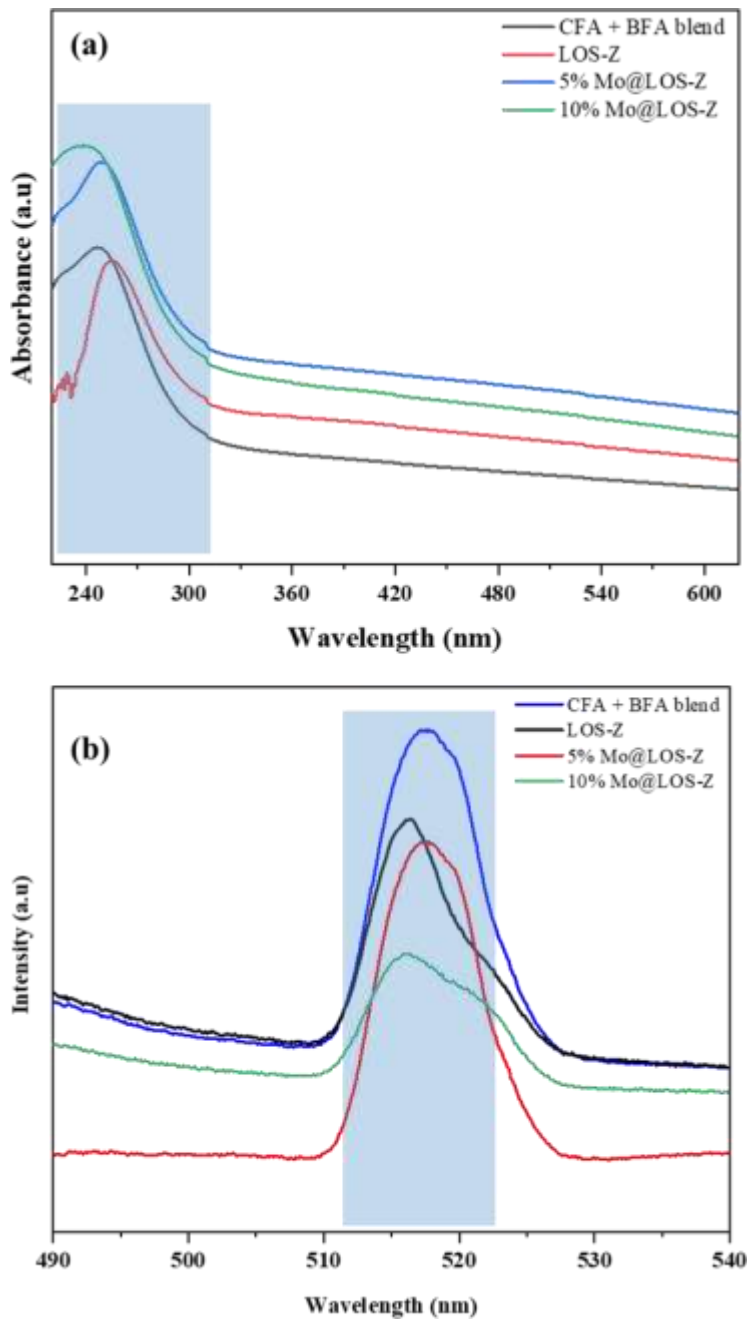 (a)
CFA + BFA blend
LOS-Z
5% Mo@LOS-Z
10% Mo@LOS-Z
Absorbance (a.u)
240 300 360 420 480 540 600
Wavelength (nm)
(b)
CFA + BFA blend
LOS-Z
5% Mo@LOS-Z
10% Mo@LOS-Z
Intensity (a.u)
490 500 510 520 530 540
Wavelength (nm)